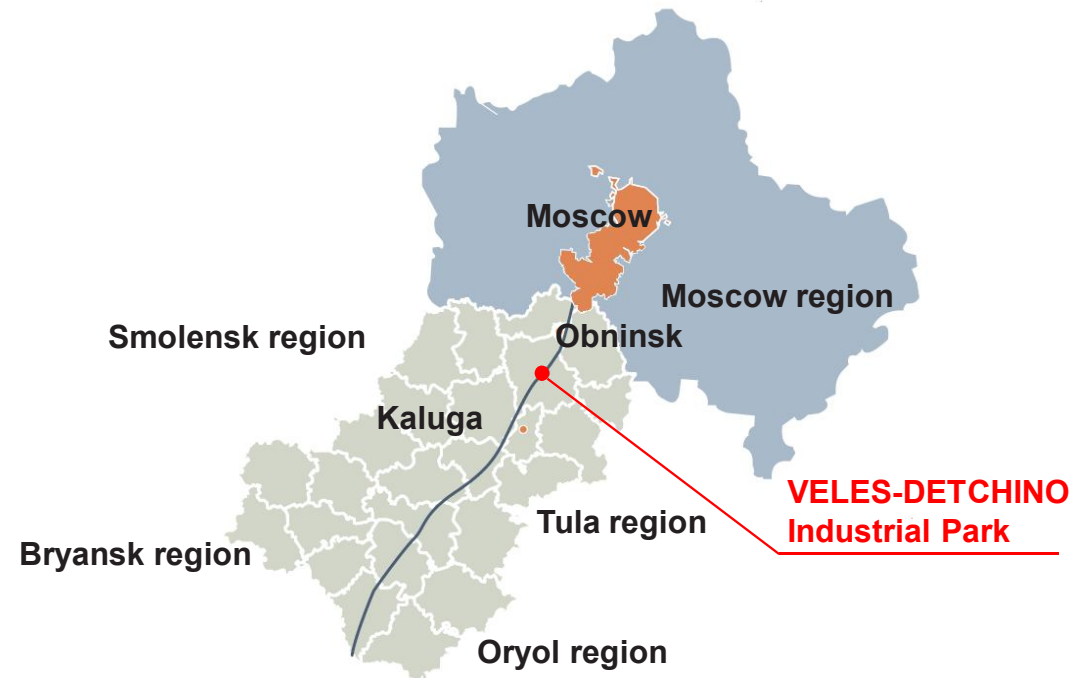 Moscow
Moscow region
Smolensk region
Obninsk
Kaluga
VELES-DETCHINO
Industrial Park
Tula region
Bryansk region
Oryol region